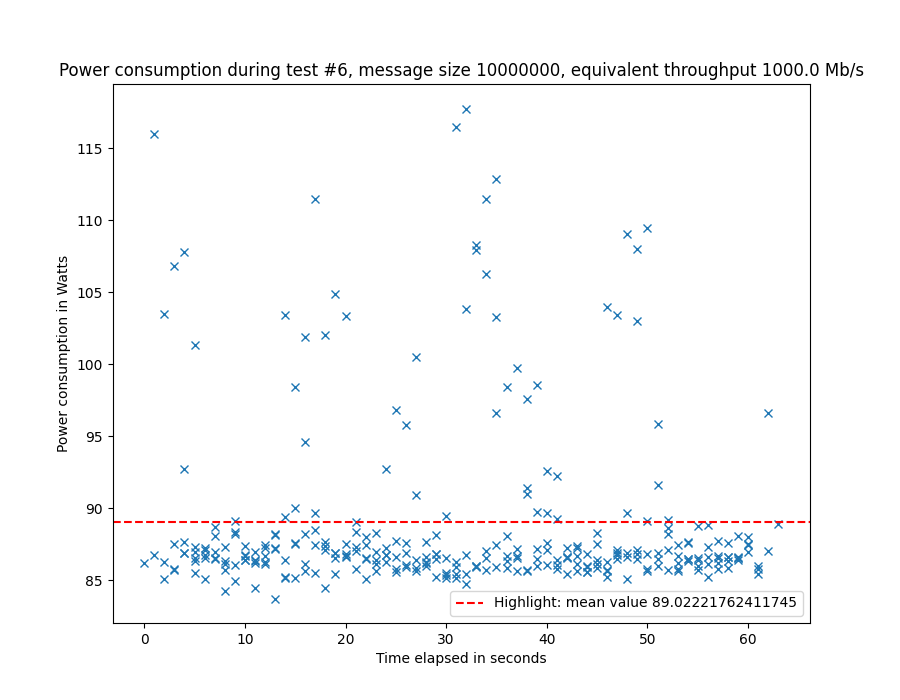 Power consumption during test #6, message size 10000000, equivalent throughput 1000.0 Mb/s
Power consumption in Watts
115
110
105
100
95
90
85
Highlight: mean value 89.02221762411745
0 10 20 30 40 50 60
Time elapsed in seconds